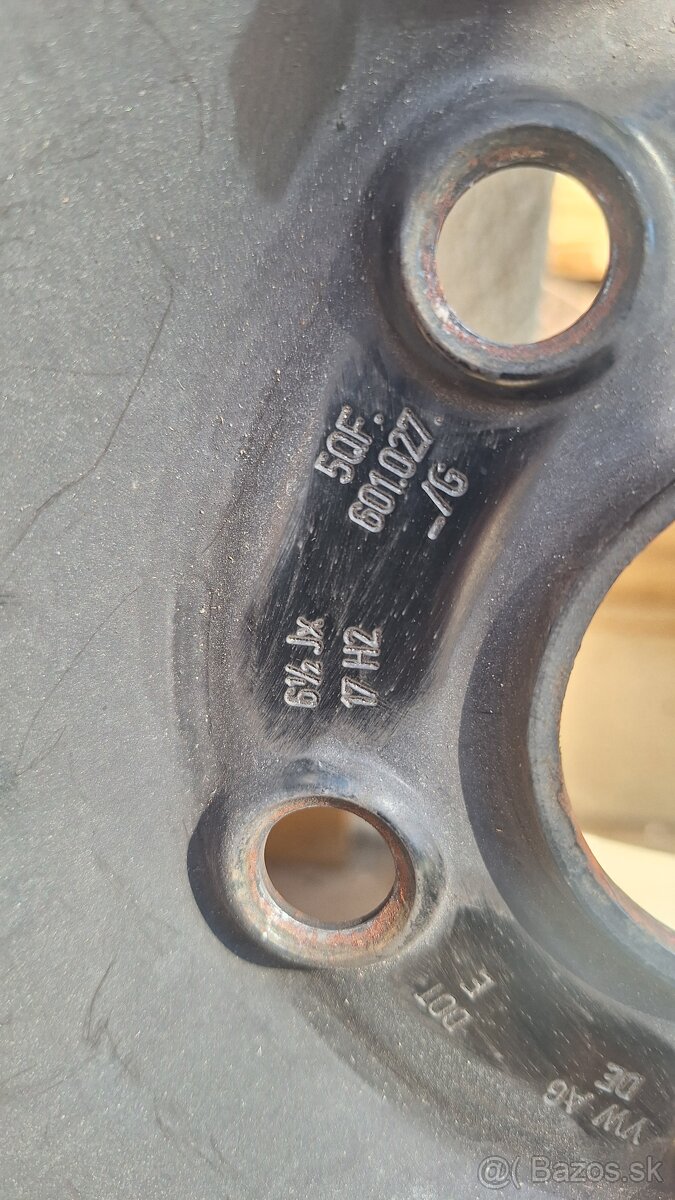 5QF.
601.027.
_/G
6½ Jx
17 H2
DOT
E
VW AG
DE
@( Bazos.sk